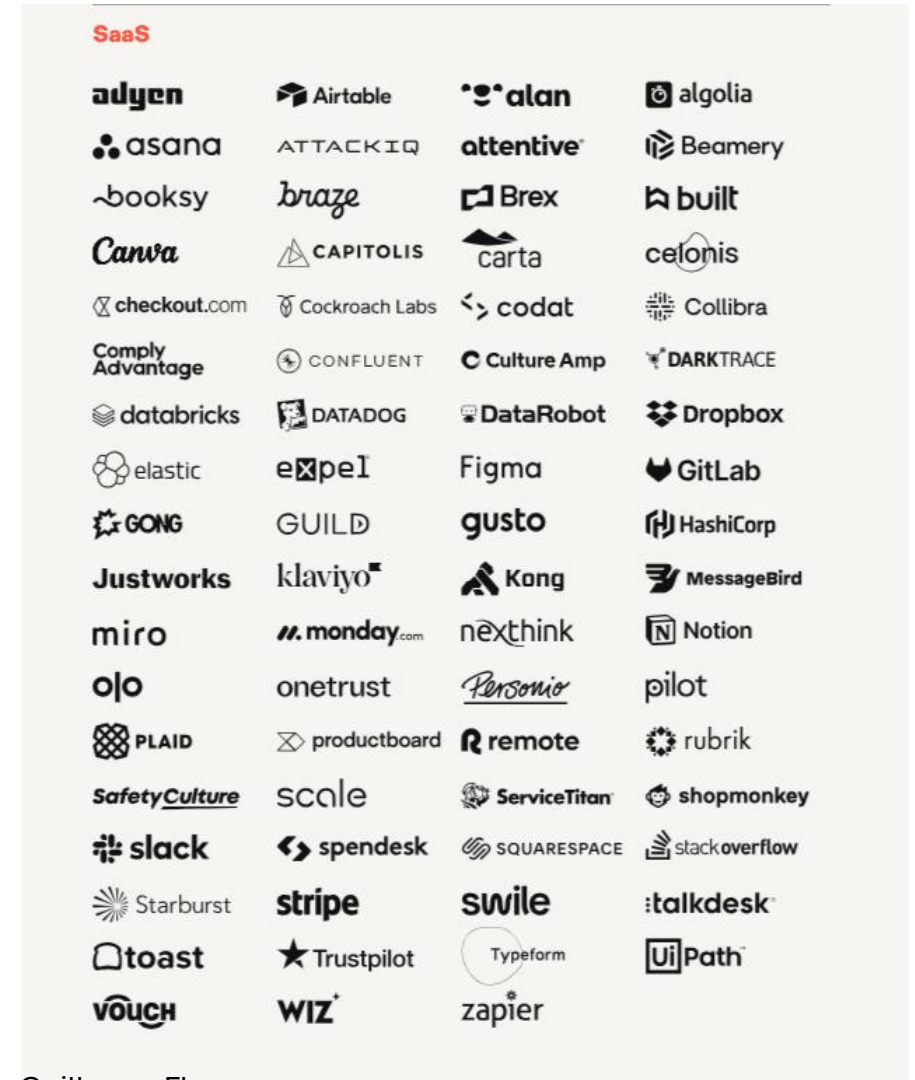 SaaS
adyen Airtable alan algolia
asana ATTACKIQ attentive Beamery
booksy braze Brex built
Canva CAPITOLIS carta celonis
checkout.com Cockroach Labs codat Collibra
Comply
Advantage CONFLUENT Culture Amp DARKTRACE
databricks DATADOG DataRobot Dropbox
elastic expel Figma GitLab
GONG GUILD gusto HashiCorp
Justworks klaviyo Kong MessageBird
miro monday.com nexthink Notion
olo onetrust Personio pilot
PLAID productboard remote rubrik
SafetyCulture scale ServiceTitan shopmonkey
slack spendesk SQUARESPACE stackoverflow
Starburst stripe swile :talkdesk
toast Trustpilot Typeform UiPath™
VOUCH WIZ zapier